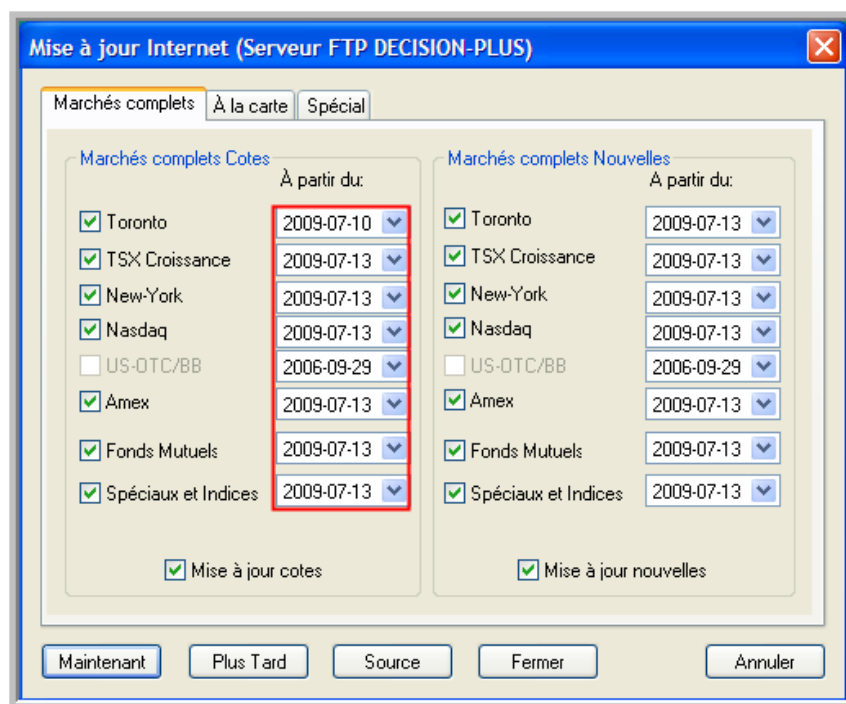 Mise à jour Internet (Serveur FTP DECISION-PLUS)
Marchés complets À la carte Spécial
Marchés complets Cotes
À partir du:
Toronto 2009-07-10
TSX Croissance 2009-07-13
New-York 2009-07-13
Nasdaq 2009-07-13
US-OTC/BB 2006-09-29
Amex 2009-07-13
Fonds Mutuels 2009-07-13
Spéciaux et Indices 2009-07-13
Mise à jour cotes
Marchés complets Nouvelles
À partir du:
Toronto 2009-07-13
TSX Croissance 2009-07-13
New-York 2009-07-13
Nasdaq 2009-07-13
US-OTC/BB 2006-09-29
Amex 2009-07-13
Fonds Mutuels 2009-07-13
Spéciaux et Indices 2009-07-13
Mise à jour nouvelles
Maintenant Plus Tard Source Fermer Annuler